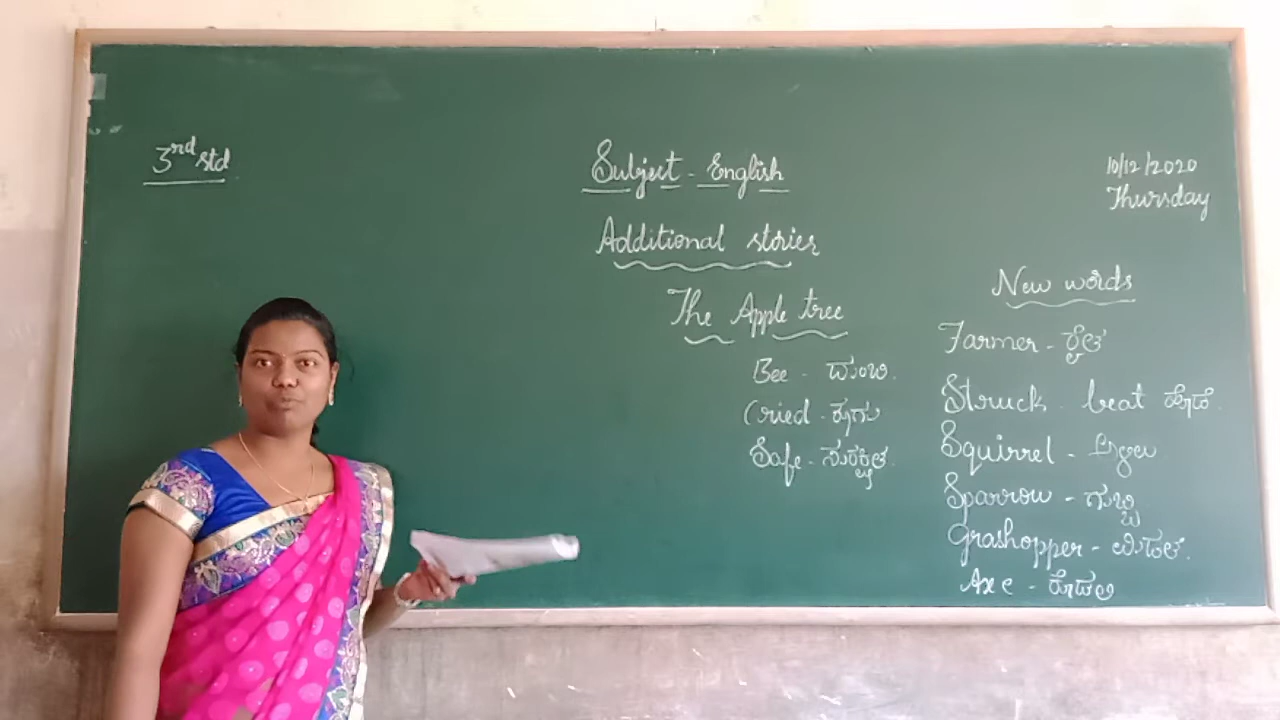 3rd std
Subject - English
10/12/2020
Thursday
Additional stories
The Apple tree
Bee - ದುಂಬಿ.
Cried - ಕೂಗು
Safe - ಸುರಕ್ಷಿತ.
New words
Farmer - ರೈತ
Struck - beat ಹೊಡೆ.
Squirrel - ಅಳಿಲು
Sparrow - ಗುಬ್ಬಿ
Grashopper - ಮಿಡತೆ.
Axe - ಕೊಡಲಿ